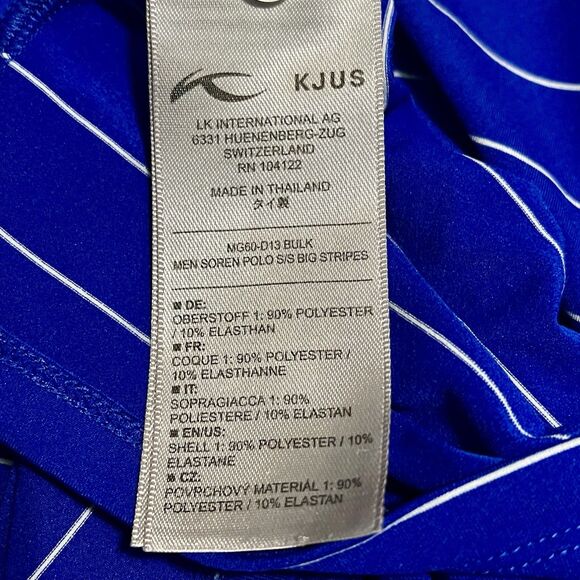 KJUS
LK INTERNATIONAL AG
6331 HUENENBERG-ZUG
SWITZERLAND
RN 104122
MADE IN THAILAND
タイ製
MG60-D13 BULK
MEN SOREN POLO S/S BIG STRIPES
DE:
OBERSTOFF 1: 90% POLYESTER
/ 10% ELASTHAN
FR:
COQUE 1: 90% POLYESTER /
10% ELASTHANNE
IT:
SOPRAGIACCA 1: 90%
POLIESTERE / 10% ELASTAN
EN/US:
SHELL 1: 90% POLYESTER / 10%
ELASTANE
CZ:
POVRCHOVÝ MATERIÁL 1: 90%
POLYESTER / 10% ELASTAN